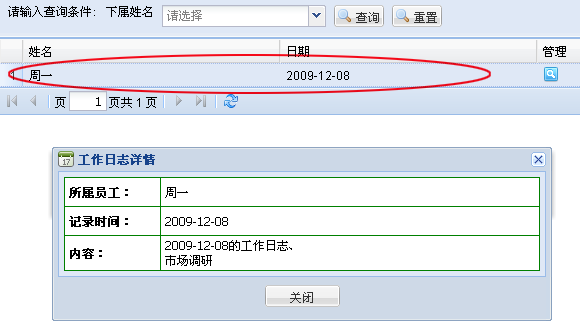 请输入查询条件： 下属姓名 请选择 查询 重置
姓名 日期 管理
1 周一 2009-12-08
页 1 页共 1 页
17 工作日志详情
所属员工： 周一
记录时间： 2009-12-08
内容： 2009-12-08的工作日志、
市场调研
关闭